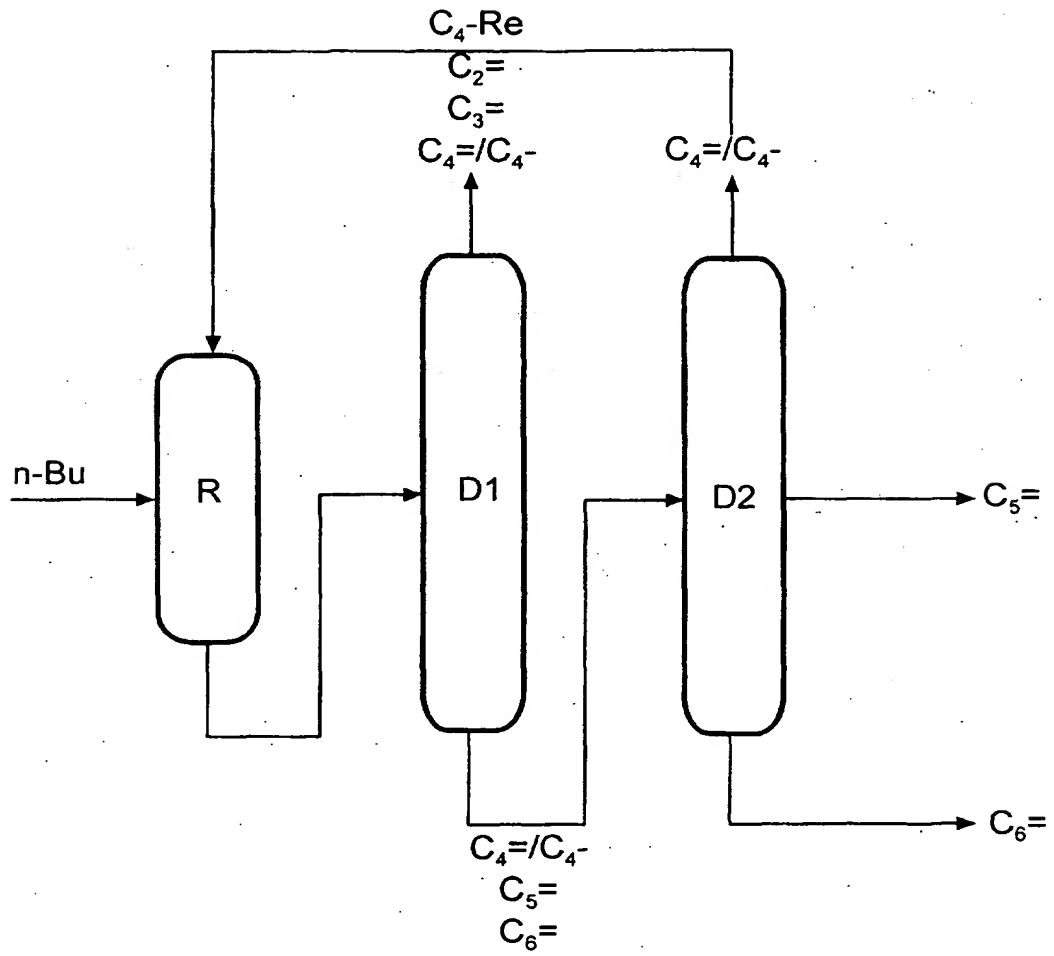 C₄-Re
C₂=
C₃=
C₄=/C₄-
C₄=/C₄-
n-Bu
R
D1
D2
C₅=
C₆=
C₄=/C₄-
C₅=
C₆=